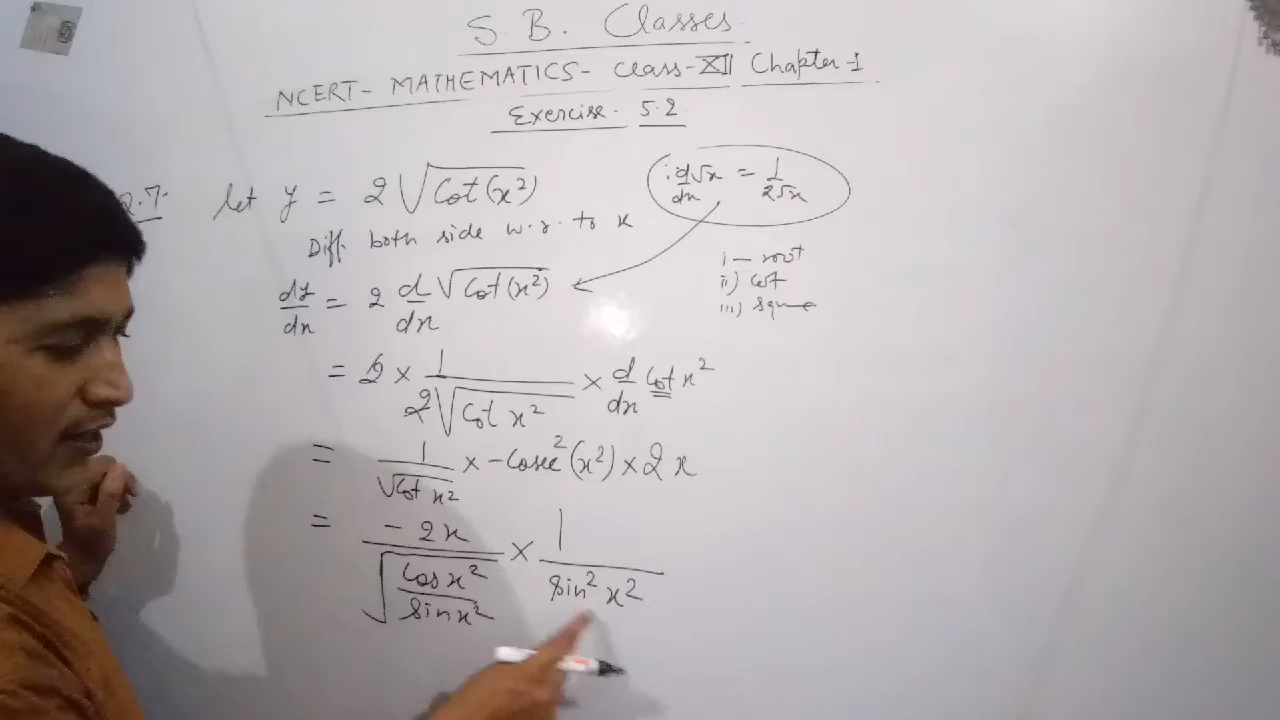 S. B. Classes.
NCERT- MATHEMATICS- Class-XII Chapter-1
Exercise- 5.2
Q.7. let y = 2√Cot(x²)
d/dx √x = 1/2√x
Diff. both side w.r. to x
i – root
ii) Cot
iii) square
dy/dx = 2 d/dx √Cot(x²)
= 2 × 1/2√Cot x² × d/dx Cot x²
= 1/√Cot x² × -Cosec²(x²) × 2x
= -2x/√(Cos x²/Sin x²) × 1/Sin² x²